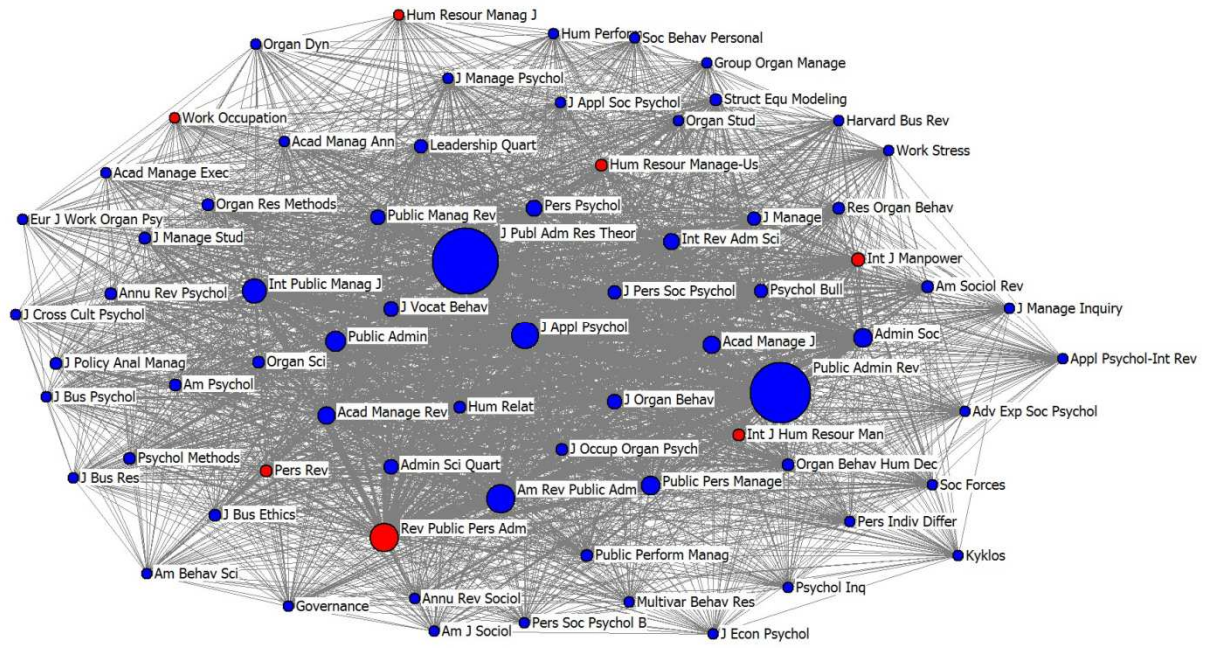 Hum Resour Manag J
Organ Dyn
Hum Perform
Soc Behav Personal
Group Organ Manage
J Manage Psychol
J Appl Soc Psychol
Struct Equ Modeling
Work Occupation
Organ Stud
Harvard Bus Rev
Acad Manag Ann
Leadership Quart
Work Stress
Hum Resour Manage-Us
Acad Manage Exec
Organ Res Methods
Pers Psychol
Res Organ Behav
Eur J Work Organ Psy
Public Manag Rev
J Manage
J Publ Adm Res Theor
J Manage Stud
Int Rev Adm Sci
Int J Manpower
Int Public Manag J
Annu Rev Psychol
J Pers Soc Psychol
Psychol Bull
Am Sociol Rev
J Vocat Behav
J Manage Inquiry
J Cross Cult Psychol
J Appl Psychol
Admin Soc
Public Admin
Acad Manage J
J Policy Anal Manag
Organ Sci
Appl Psychol-Int Rev
Public Admin Rev
Am Psychol
J Bus Psychol
J Organ Behav
Hum Relat
Adv Exp Soc Psychol
Acad Manage Rev
Int J Hum Resour Man
J Occup Organ Psych
Psychol Methods
Admin Sci Quart
Organ Behav Hum Dec
Pers Rev
J Bus Res
Public Pers Manage
Soc Forces
Am Rev Public Adm
J Bus Ethics
Pers Indiv Differ
Rev Public Pers Adm
Public Perform Manag
Kyklos
Am Behav Sci
Psychol Inq
Annu Rev Sociol
Multivar Behav Res
Governance
Pers Soc Psychol B
Am J Sociol
J Econ Psychol